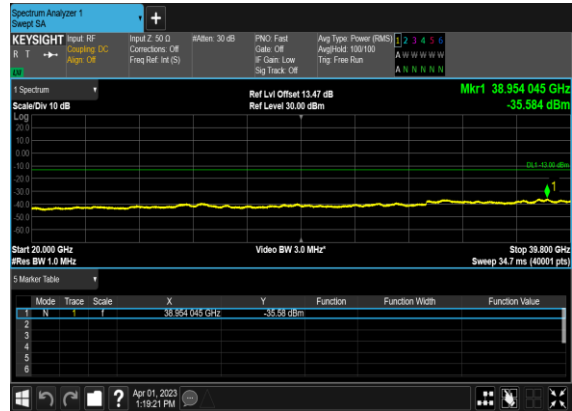 Spectrum Analyzer 1
Swept SA
+
KEYSIGHT Input: RF Input Z: 50 Ω #Atten: 30 dB PNO: Fast Avg Type: Power (RMS) 1 2 3 4 5 6
R T Coupling: DC Corrections: Off Gate: Off Avg|Hold: 100/100 A W W W W W
Align: Off Freq Ref: Int (S) IF Gain: Low Trig: Free Run
Sig Track: Off A N N N N N
1 Spectrum
Ref Lvl Offset 13.47 dB Mkr1 38.954 045 GHz
Scale/Div 10 dB Ref Level 30.00 dBm -35.584 dBm
Log
20.0
10.0
0.00
-10.0
DL1 -13.00 dBm
-20.0
-30.0
1
-40.0
-50.0
-60.0
Start 20.000 GHz Video BW 3.0 MHz* Stop 39.800 GHz
#Res BW 1.0 MHz Sweep 34.7 ms (40001 pts)
5 Marker Table
Mode Trace Scale X Y Function Function Width Function Value
1 N 1 f 38.954 045 GHz -35.58 dBm
2
3
4
5
6
? Apr 01, 2023
1:19:21 PM